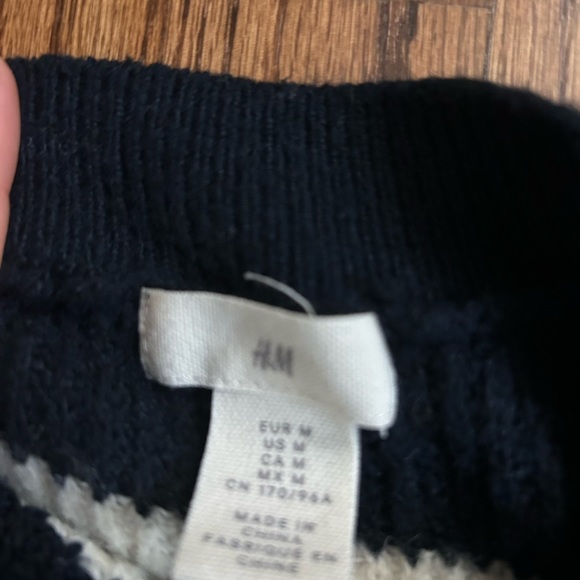 H&M
EUR M
US M
CA M
MX M
CN 170/96A
MADE IN
CHINA
FABRIQUÉ EN
CHINE